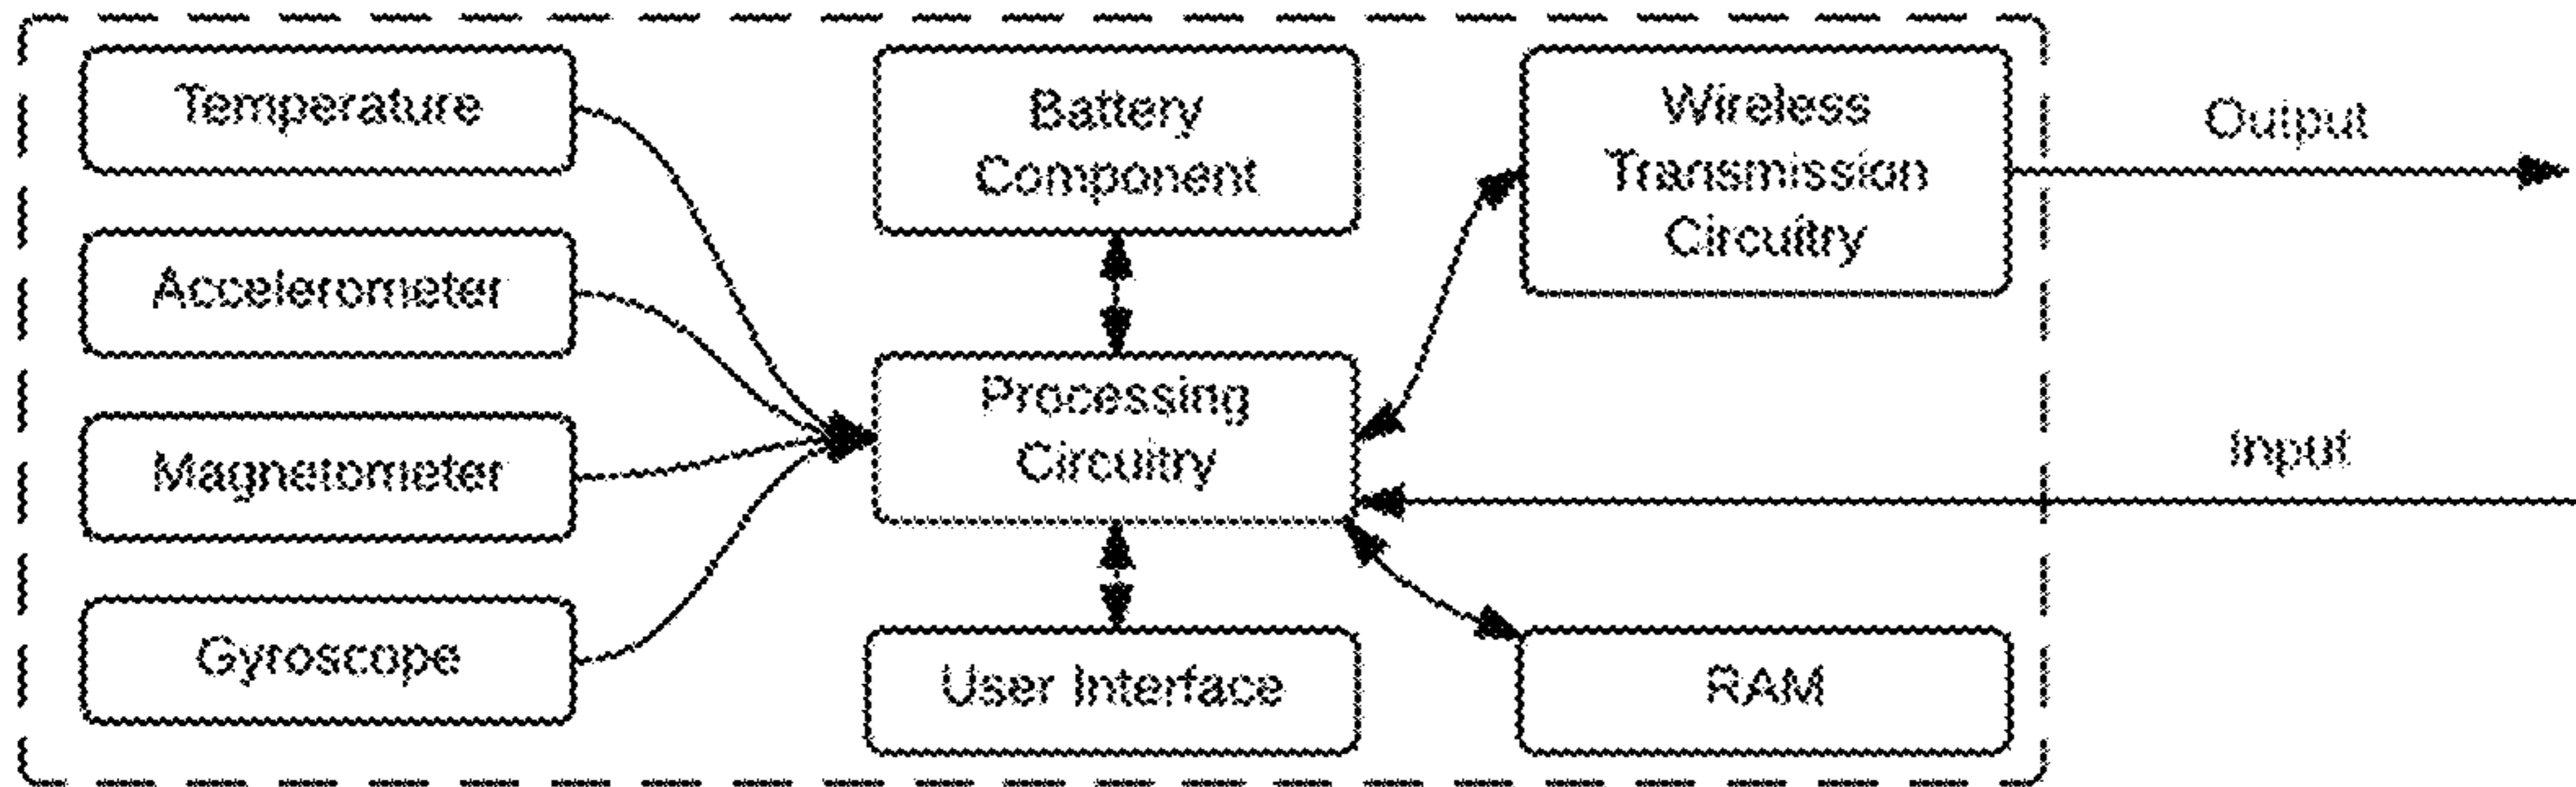 Temperature
Accelerometer
Magnetometer
Gyroscope
Battery
Component
Processing
Circuitry
User Interface
Wireless
Transmission
Circuitry
RAM
Output
Input